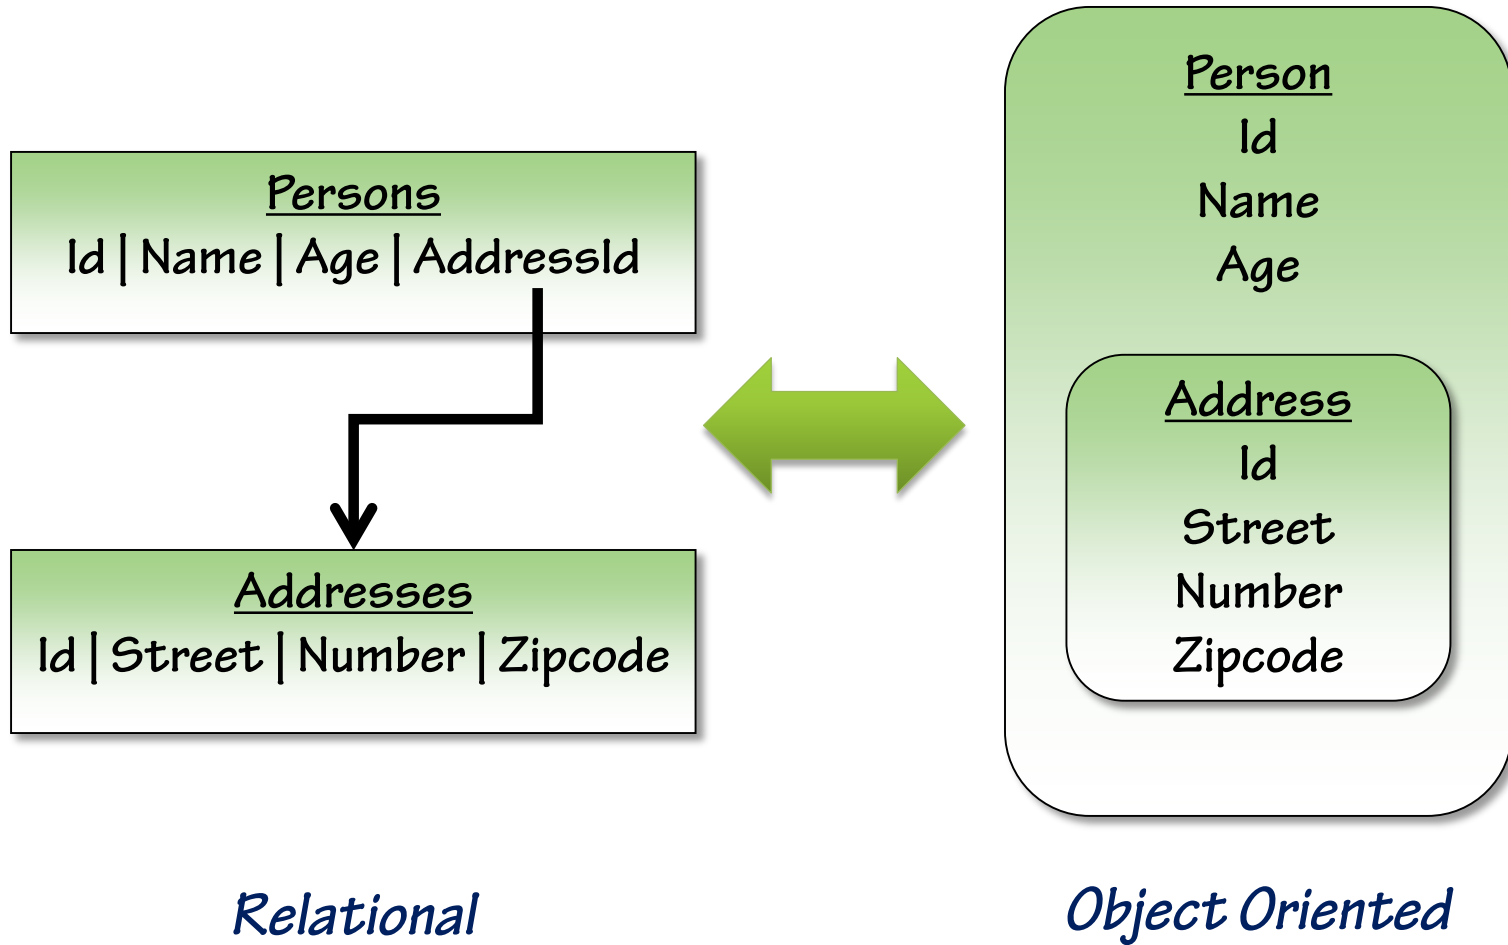 Persons
Id | Name | Age | AddressId
Addresses
Id | Street | Number | Zipcode
Relational
Person
Id
Name
Age
Address
Id
Street
Number
Zipcode
Object Oriented